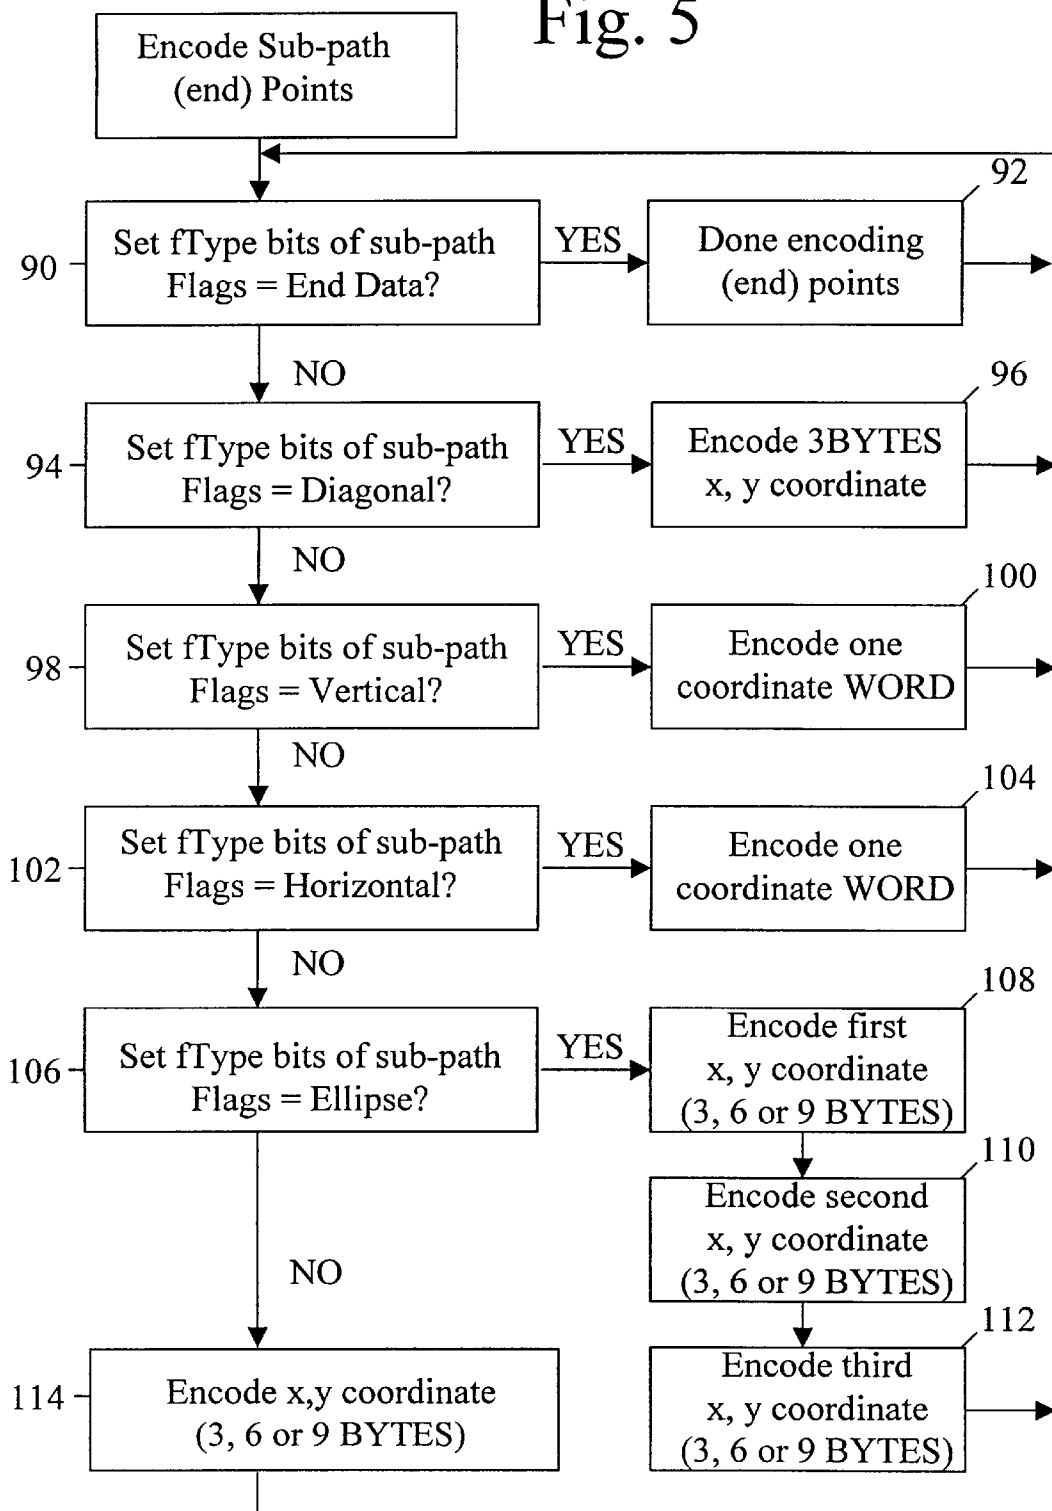 Fig. 5
Encode Sub-path
(end) Points
90
Set fType bits of sub-path
Flags = End Data?
YES
92
Done encoding
(end) points
NO
94
Set fType bits of sub-path
Flags = Diagonal?
YES
96
Encode 3BYTES
x, y coordinate
NO
98
Set fType bits of sub-path
Flags = Vertical?
YES
100
Encode one
coordinate WORD
NO
102
Set fType bits of sub-path
Flags = Horizontal?
YES
104
Encode one
coordinate WORD
NO
106
Set fType bits of sub-path
Flags = Ellipse?
YES
108
Encode first
x, y coordinate
(3, 6 or 9 BYTES)
110
Encode second
x, y coordinate
(3, 6 or 9 BYTES)
NO
112
Encode third
x, y coordinate
(3, 6 or 9 BYTES)
114
Encode x,y coordinate
(3, 6 or 9 BYTES)